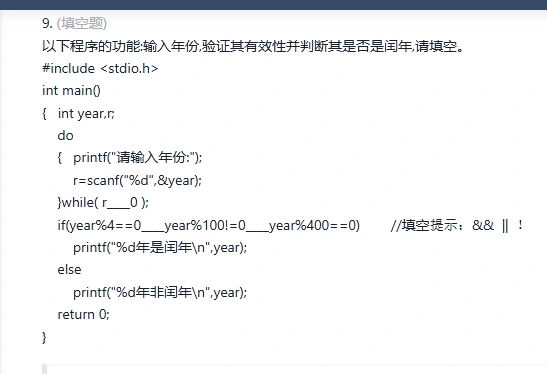 9. (填空题)
以下程序的功能:输入年份,验证其有效性并判断其是否是闰年,请填空。
#include <stdio.h>
int main()
{ int year,r;
do
{ printf("请输入年份:");
r=scanf("%d",&year);
}while( r____0 );
if(year%4==0____year%100!=0____year%400==0) //填空提示：&& || ！
printf("%d年是闰年\n",year);
else
printf("%d年非闰年\n",year);
return 0;
}